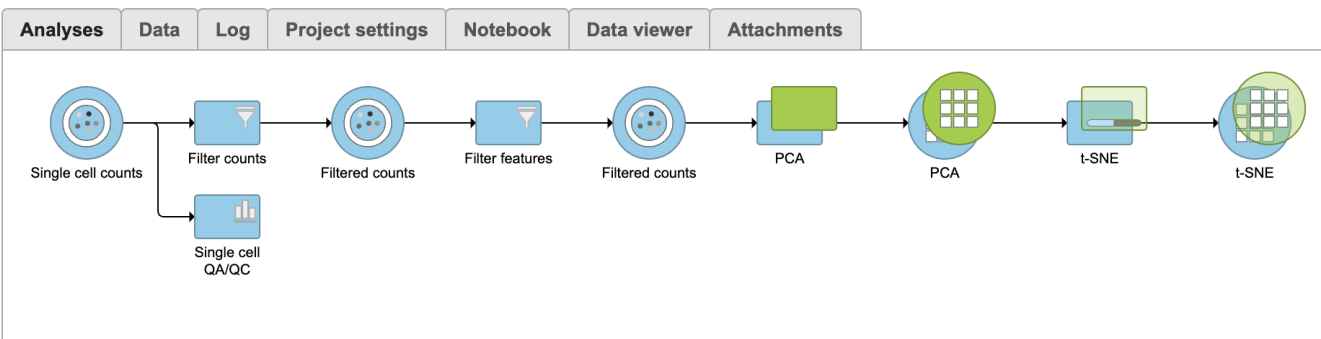 Analyses Data Log Project settings Notebook Data viewer Attachments
Single cell counts
Filter counts
Filtered counts
Filter features
Filtered counts
PCA
PCA
t-SNE
t-SNE
Single cell
QA/QC